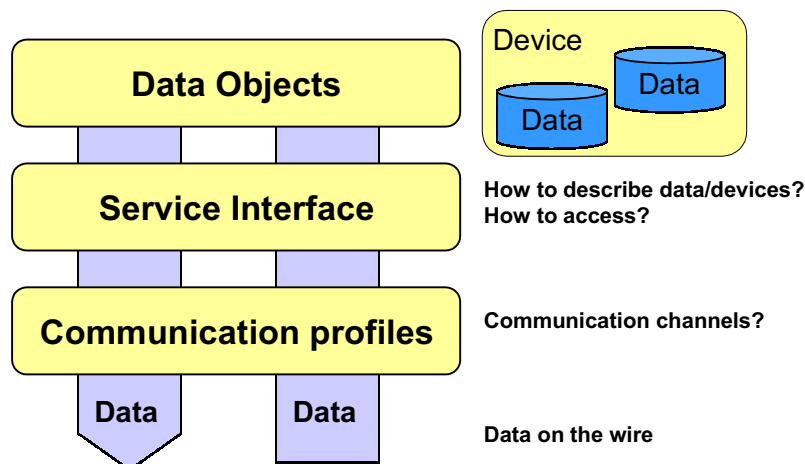 Data Objects
Device
Data
Data
Service Interface
How to describe data/devices?
How to access?
Communication profiles
Communication channels?
Data
Data
Data on the wire